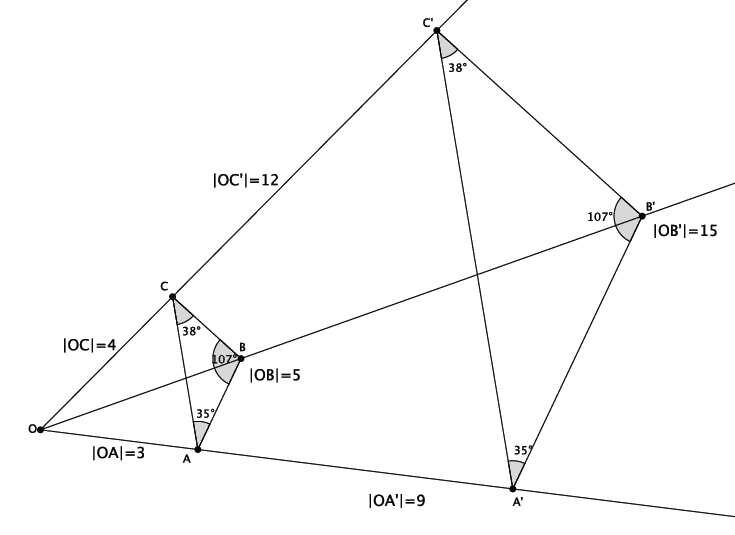 C'
38°
|OC'|=12
B'
107°
|OB'|=15
C
38°
|OC|=4
B
107°
|OB|=5
35°
O
|OA|=3
A
35°
|OA'|=9
A'